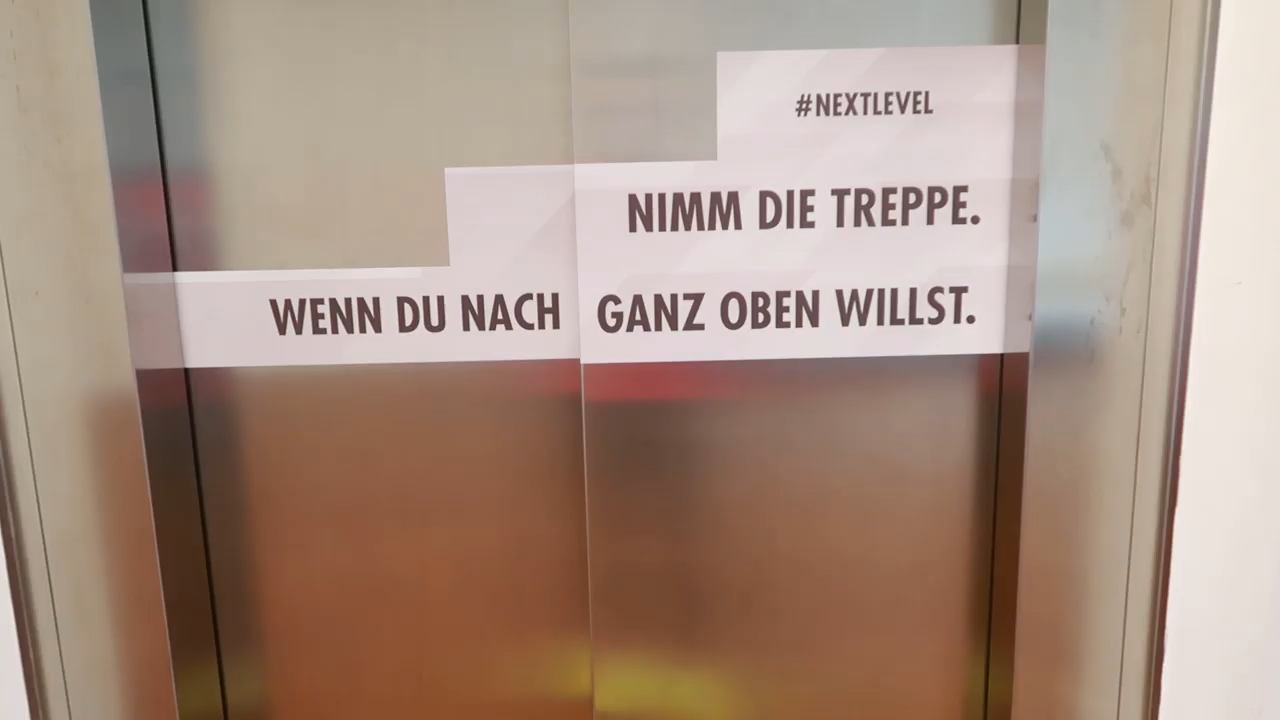 #NEXTLEVEL
NIMM DIE TREPPE.
WENN DU NACH GANZ OBEN WILLST.